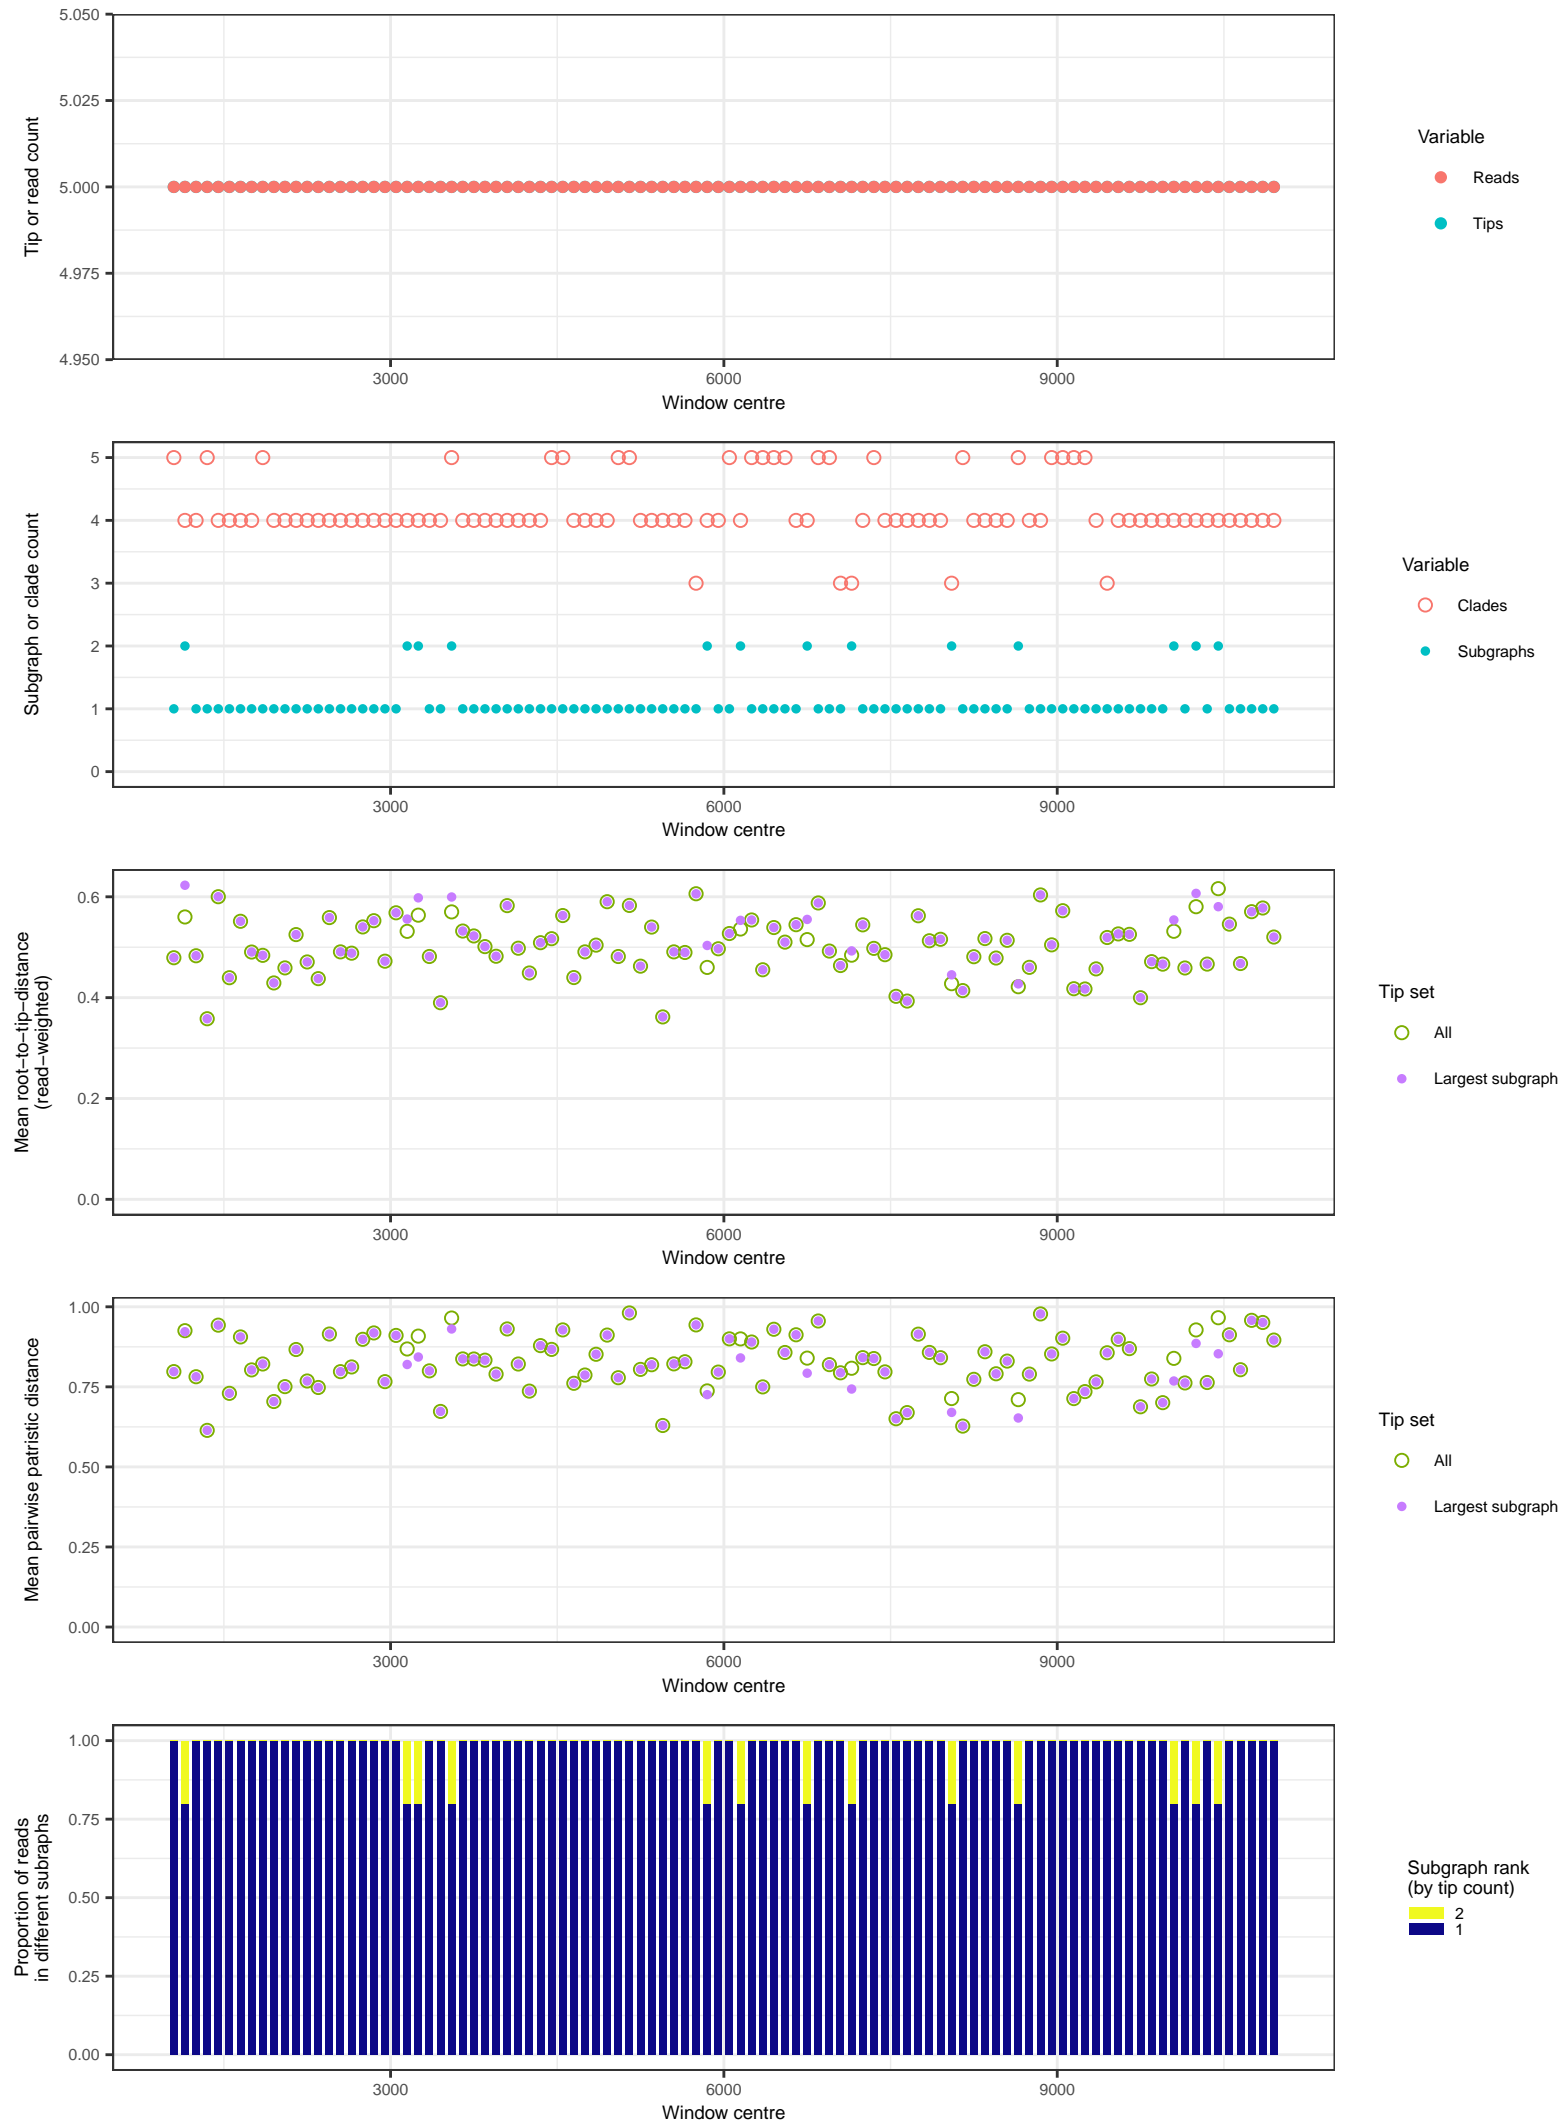 5.050
5.025
5.000
4.975
4.950
Tip or read count
3000
6000
9000
Window centre
Variable
Reads
Tips
5
4
3
2
1
0
Subgraph or clade count
3000
6000
9000
Window centre
Variable
Clades
Subgraphs
0.6
0.4
0.2
0.0
Mean root−to−tip−distance
(read−weighted)
3000
6000
9000
Window centre
Tip set
All
Largest subgraph
1.00
0.75
0.50
0.25
0.00
Mean pairwise patristic distance
3000
6000
9000
Window centre
Tip set
All
Largest subgraph
1.00
0.75
0.50
0.25
0.00
Proportion of reads
in different subraphs
3000
6000
9000
Window centre
Subgraph rank
(by tip count)
2
1